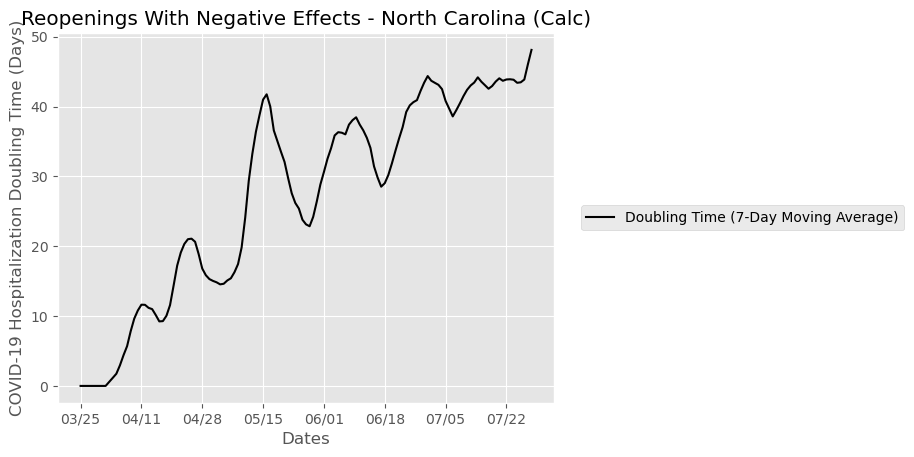 Reopenings With Negative Effects - North Carolina (Calc)
COVID-19 Hospitalization Doubling Time (Days)
50
40
30
20
10
0
03/25 04/11 04/28 05/15 06/01 06/18 07/05 07/22
Dates
Doubling Time (7-Day Moving Average)